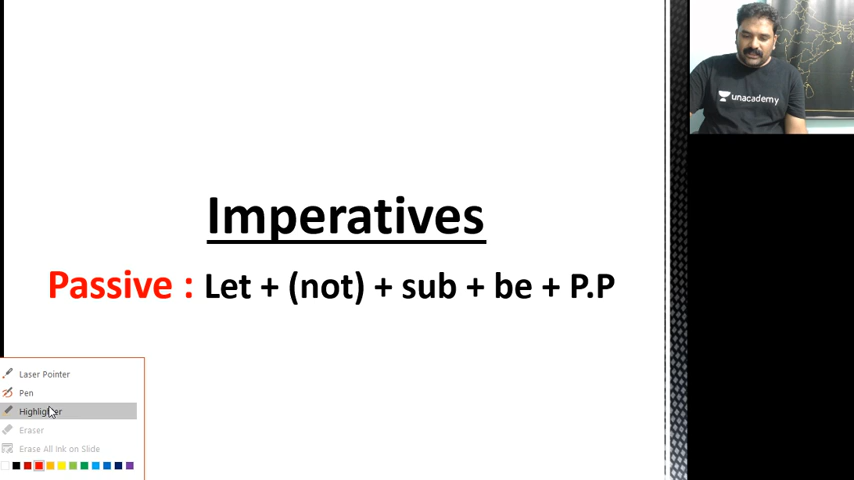 unacademy
Imperatives
Passive : Let + (not) + sub + be + P.P
Laser Pointer
Pen
Highlighter
Eraser
Erase All Ink on Slide